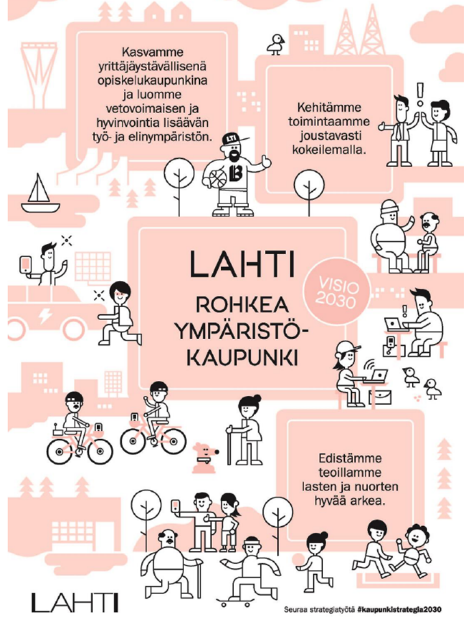 Kasvamme
yrittäjäystävällisenä
opiskelukaupunkina
ja luomme
vetovoimaisen ja
hyvinvointia lisäävän
työ- ja elinympäristön.
Kehitämme
toimintaamme
joustavasti
kokeilemalla.
!
LTI
LAHTI
ROHKEA
YMPÄRISTÖ-
KAUPUNKI
VISIO
2030
Edistämme
teoillamme
lasten ja nuorten
hyvää arkea.
LAHTI
Seuraa strategiatyötä #kaupunkistrategia2030